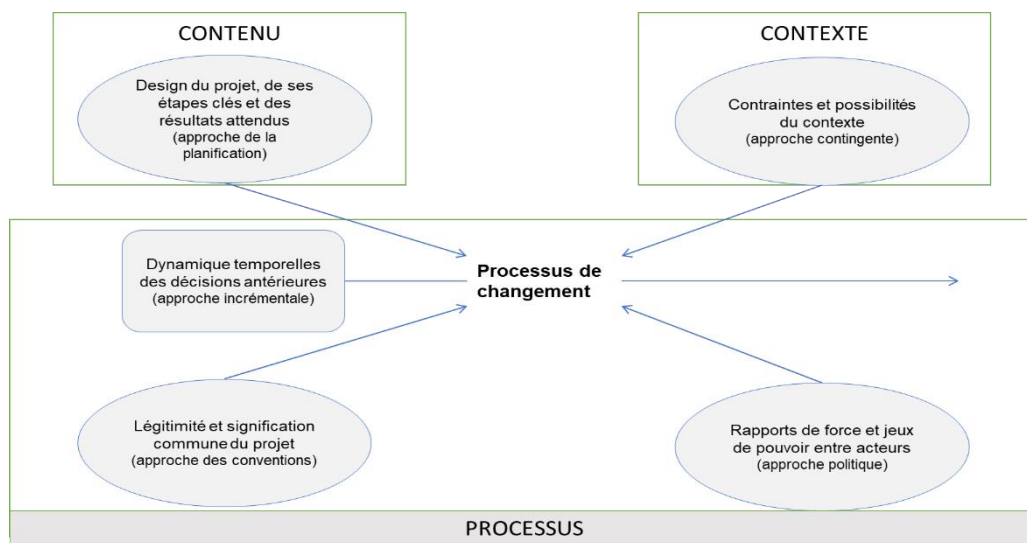 CONTENU
Design du projet, de ses
étapes clés et des
résultats attendus
(approche de la
planification)
CONTEXTE
Contraintes et possibilités
du contexte
(approche contingente)
Dynamique temporelles
des décisions antérieures
(approche incrémentale)
Processus de
changement
Légitimité et signification
commune du projet
(approche des conventions)
Rapports de force et jeux
de pouvoir entre acteurs
(approche politique)
PROCESSUS